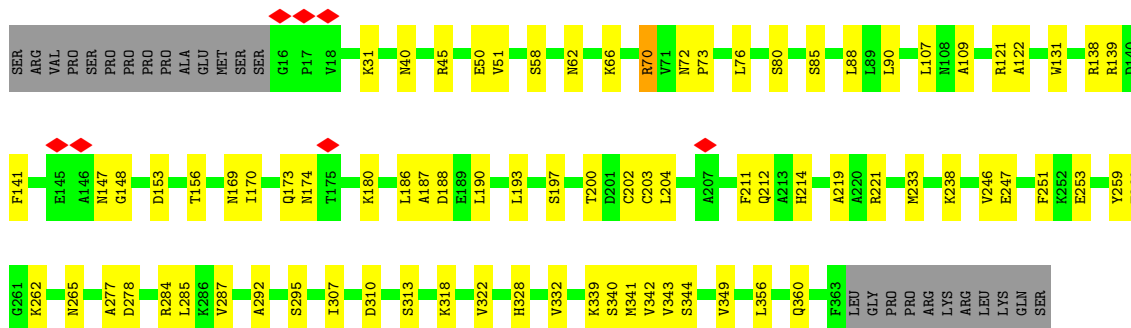 SER ARG VAL PRO SER PRO PRO PRO PRO ALA GLU MET SER SER G16 P17 V18 K31 N40 R45 E50 V51 S58 N62 K66 R70 V71 N72 P73 L76 S80 S85 L88 L89 L90 L107 N108 A109 R121 A122 W131 R138 R139 D140
F141 E145 A146 N147 G148 D153 T156 N169 I170 Q173 N174 T175 K180 L186 A187 D188 E189 L190 L193 S197 T200 D201 C202 C203 L204 A207 F211 Q212 A213 H214 A219 A220 R221 M233 K238 V246 E247 F251 K252 E253 Y259
G261 K262 N265 A277 D278 R284 L285 K286 V287 A292 S295 I307 D310 S313 K318 V322 H328 V332 K339 S340 M341 V342 V343 S344 V349 L356 Q360 F363 LEU GLY PRO PRO ARG LYS ARG LEU LYS GLN SER